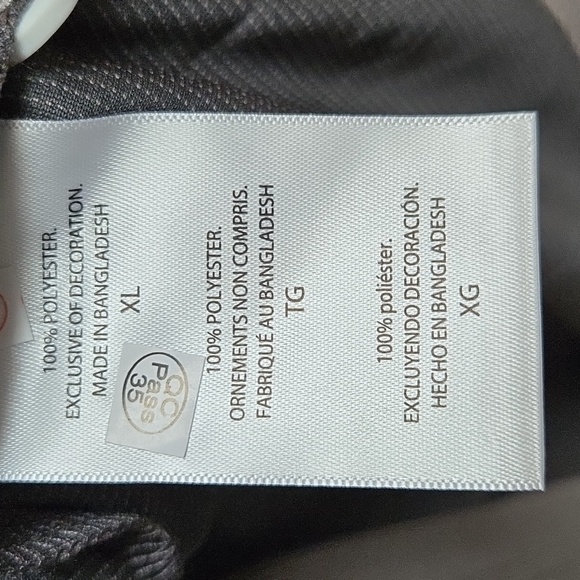 100% POLYESTER.
EXCLUSIVE OF DECORATION.
MADE IN BANGLADESH
XL
QC
Pass
35
100% POLYESTER.
ORNEMENTS NON COMPRIS.
FABRIQUÉ AU BANGLADESH
TG
100% poliéster.
EXCLUYENDO DECORACIÓN.
HECHO EN BANGLADESH
XG